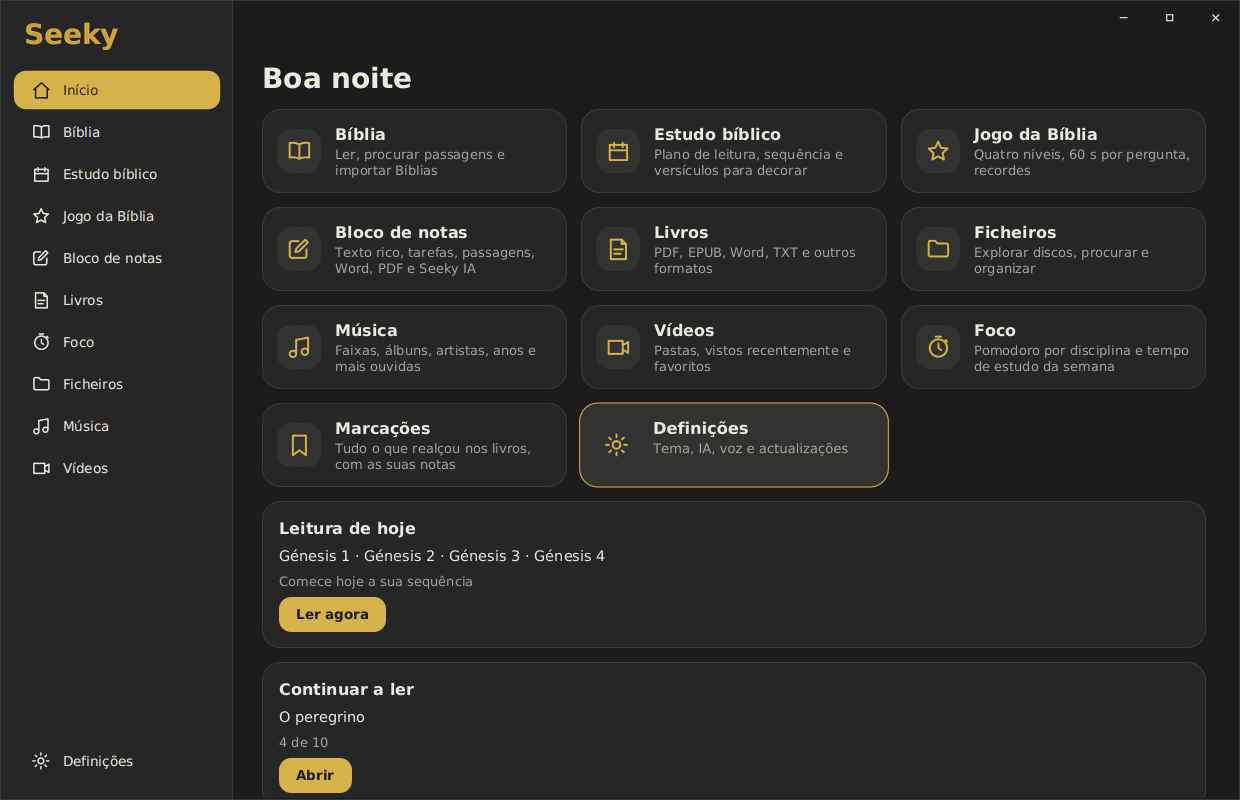 Seeky
Início
Bíblia
Estudo bíblico
Jogo da Bíblia
Bloco de notas
Livros
Foco
Ficheiros
Música
Vídeos
Definições
Boa noite
Bíblia
Ler, procurar passagens e
importar Bíblias
Estudo bíblico
Plano de leitura, sequência e
versículos para decorar
Jogo da Bíblia
Quatro níveis, 60 s por pergunta,
recordes
Bloco de notas
Texto rico, tarefas, passagens,
Word, PDF e Seeky IA
Livros
PDF, EPUB, Word, TXT e outros
formatos
Ficheiros
Explorar discos, procurar e
organizar
Música
Faixas, álbuns, artistas, anos e
mais ouvidas
Vídeos
Pastas, vistos recentemente e
favoritos
Foco
Pomodoro por disciplina e tempo
de estudo da semana
Marcações
Tudo o que realçou nos livros,
com as suas notas
Definições
Tema, IA, voz e actualizações
Leitura de hoje
Génesis 1 · Génesis 2 · Génesis 3 · Génesis 4
Comece hoje a sua sequência
Ler agora
Continuar a ler
O peregrino
4 de 10
Abrir